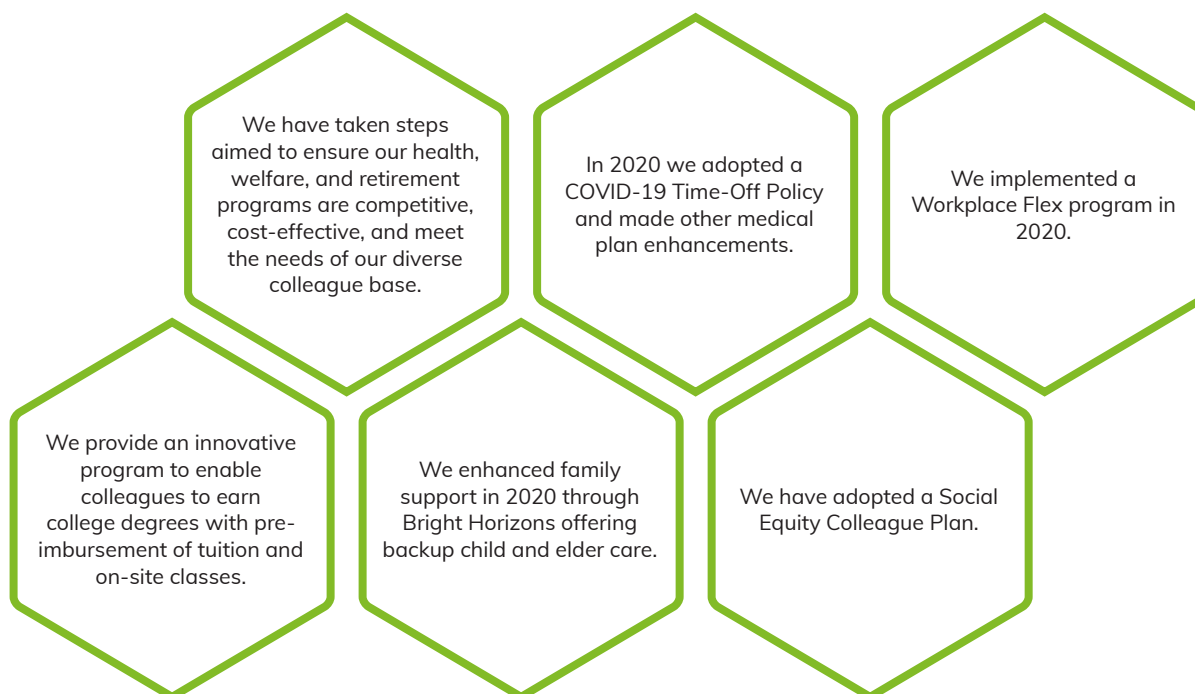 We have taken steps
aimed to ensure our health,
welfare, and retirement
programs are competitive,
cost-effective, and meet
the needs of our diverse
colleague base.
In 2020 we adopted a
COVID-19 Time-Off Policy
and made other medical
plan enhancements.
We implemented a
Workplace Flex program in
2020.
We provide an innovative
program to enable
colleagues to earn
college degrees with pre-
imbursement of tuition and
on-site classes.
We enhanced family
support in 2020 through
Bright Horizons offering
backup child and elder care.
We have adopted a Social
Equity Colleague Plan.